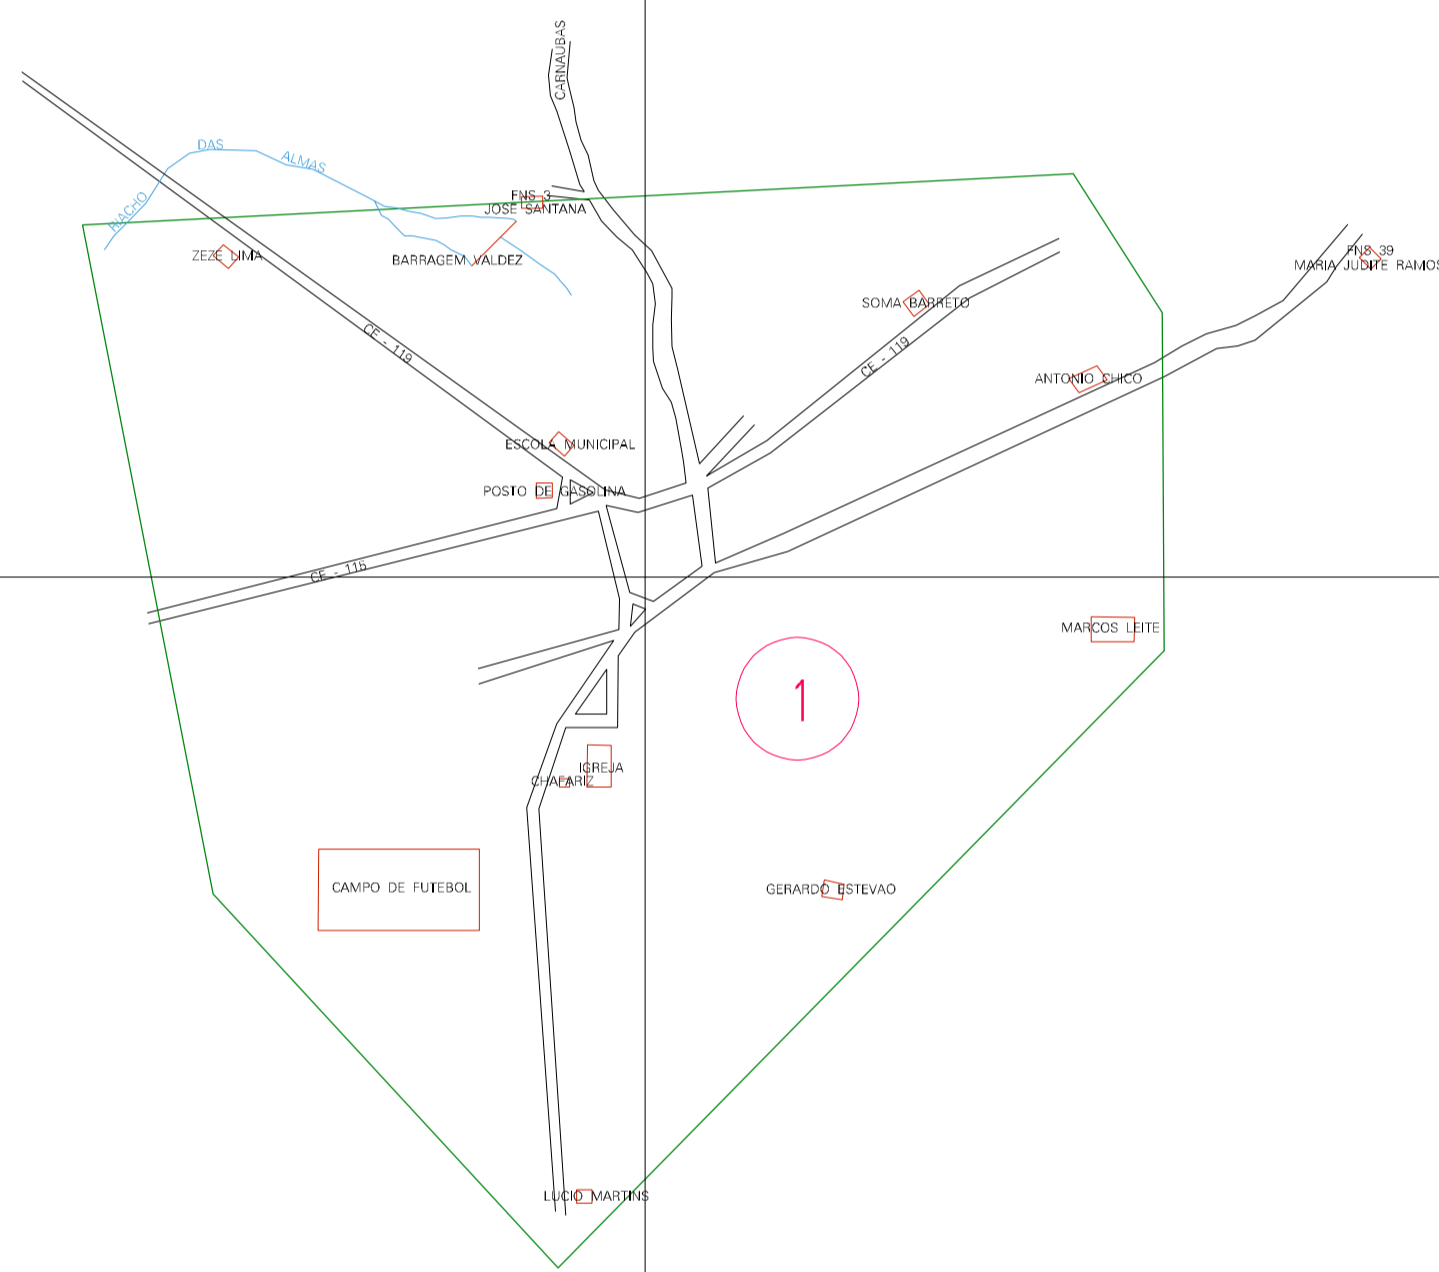 CARNAUBAS
DAS
ALMAS
RIACHO
FNS 3
JOSE SANTANA
ZEZE LIMA
BARRAGEM VALDEZ
FNS 39
MARIA JUDITE RAMOS
SOMA BARRETO
CE - 119
CE - 119
ANTONIO CHICO
ESCOLA MUNICIPAL
POSTO DE GASOLINA
CE - 115
MARCOS LEITE
1
IGREJA
CHAFARIZ
CAMPO DE FUTEBOL
GERARDO ESTEVAO
LUCIO MARTINS